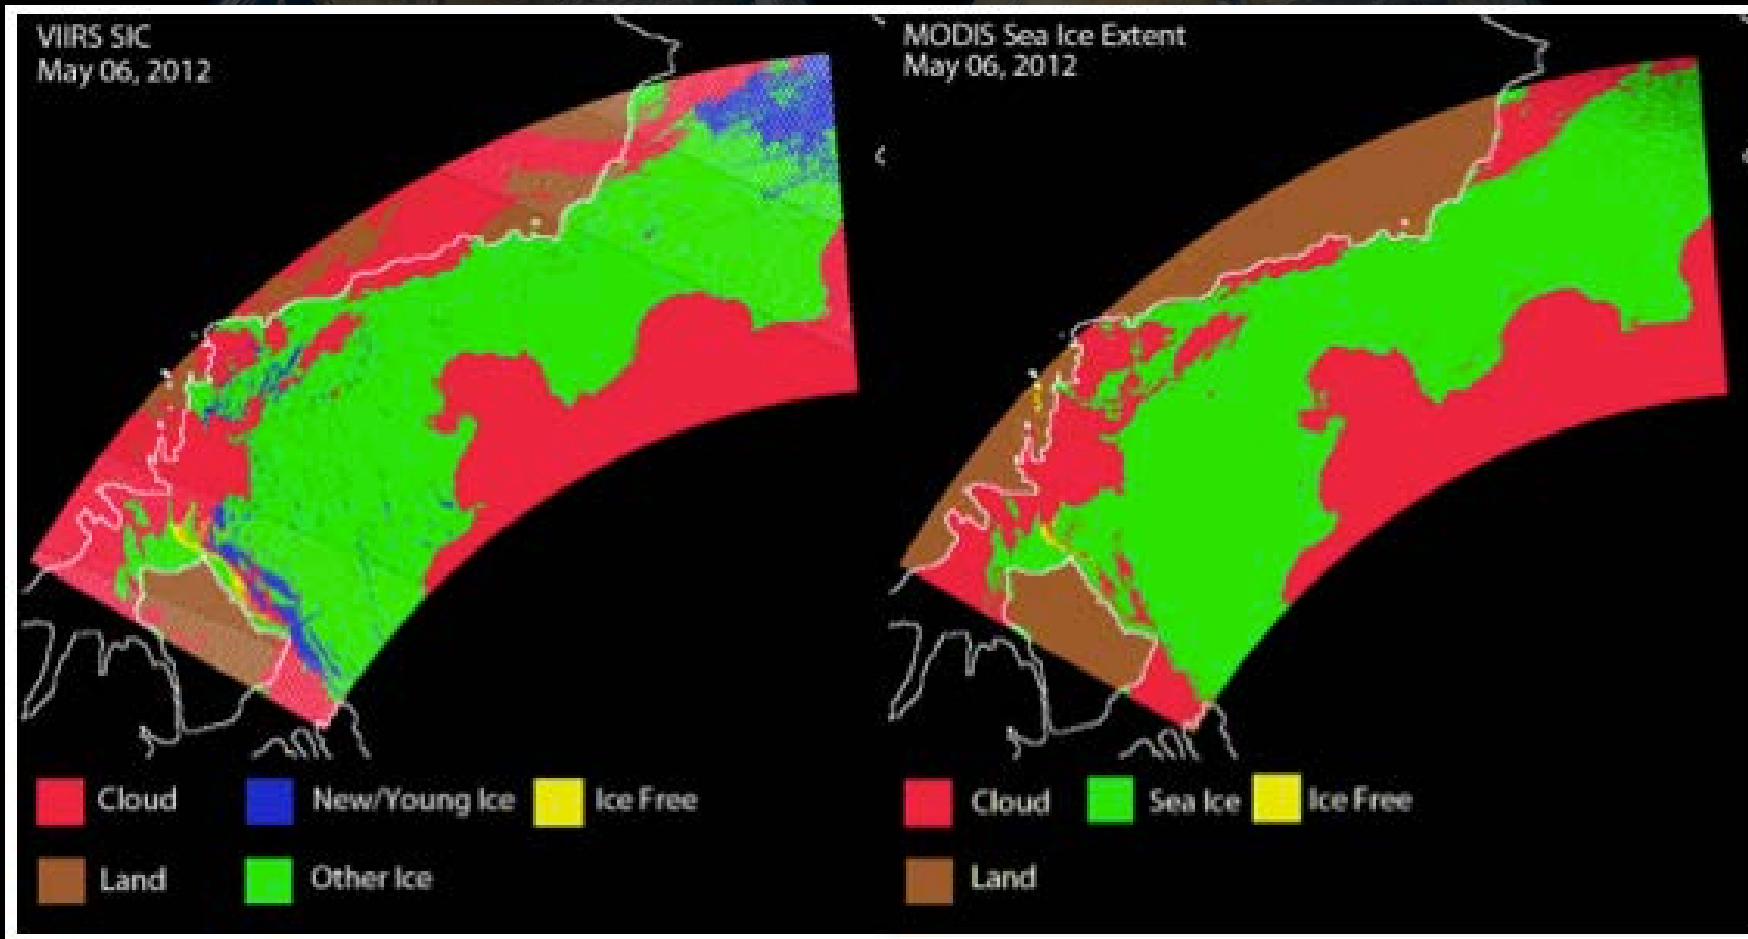 VIIRS SIC
May 06, 2012
Cloud
New/Young Ice
Ice Free
Land
Other Ice
MODIS Sea Ice Extent
May 06, 2012
Cloud
Sea Ice
Ice Free
Land